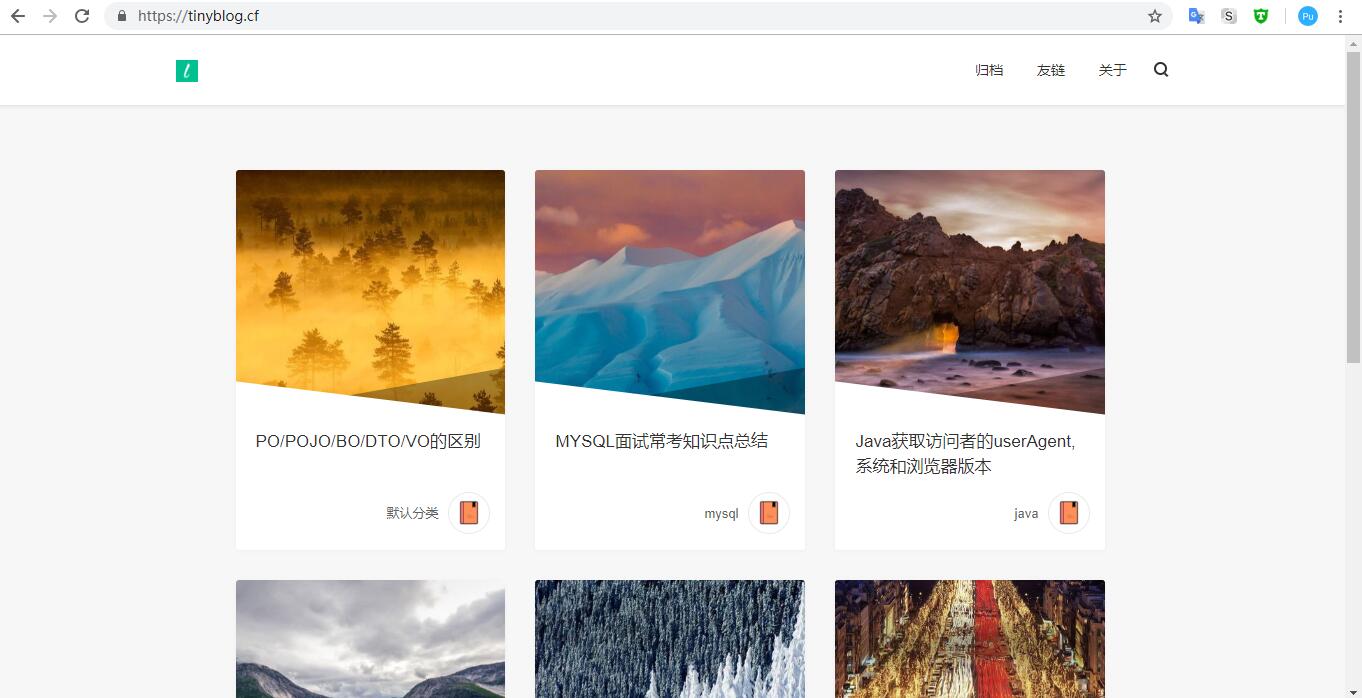 https://tinyblog.cf
S
T
Pu
l
归档
友链
关于
PO/POJO/BO/DTO/VO的区别
MYSQL面试常考知识点总结
Java获取访问者的userAgent,
系统和浏览器版本
默认分类
mysql
java